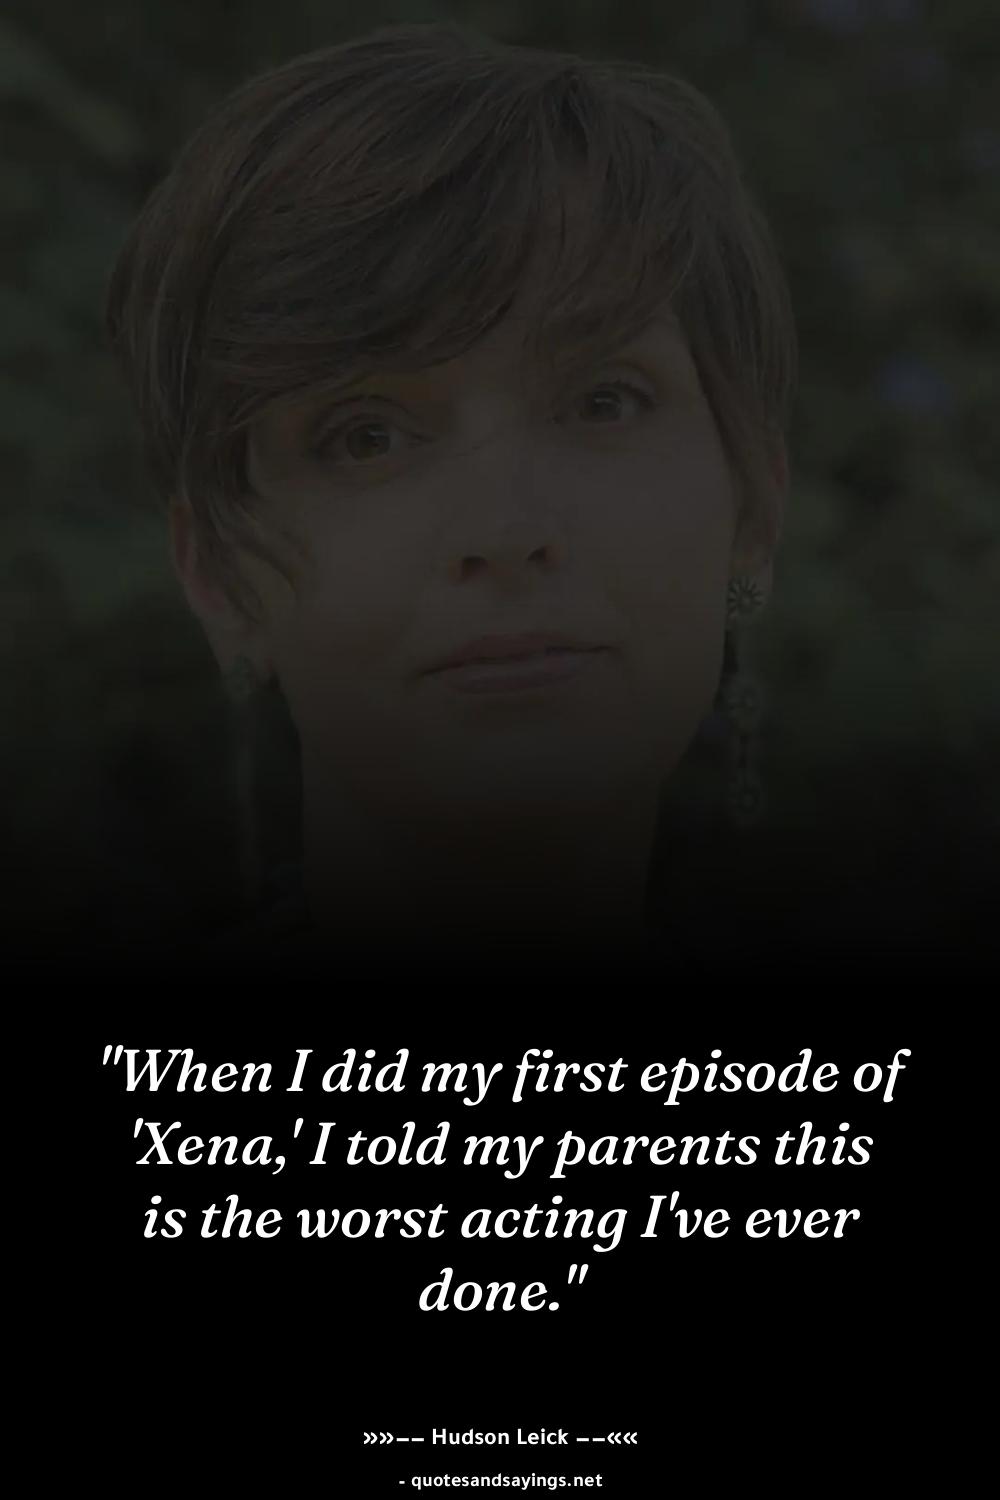 "When I did my first episode of
'Xena,' I told my parents this
is the worst acting I've ever
done."
»»−− Hudson Leick −−««
- quotesandsayings.net